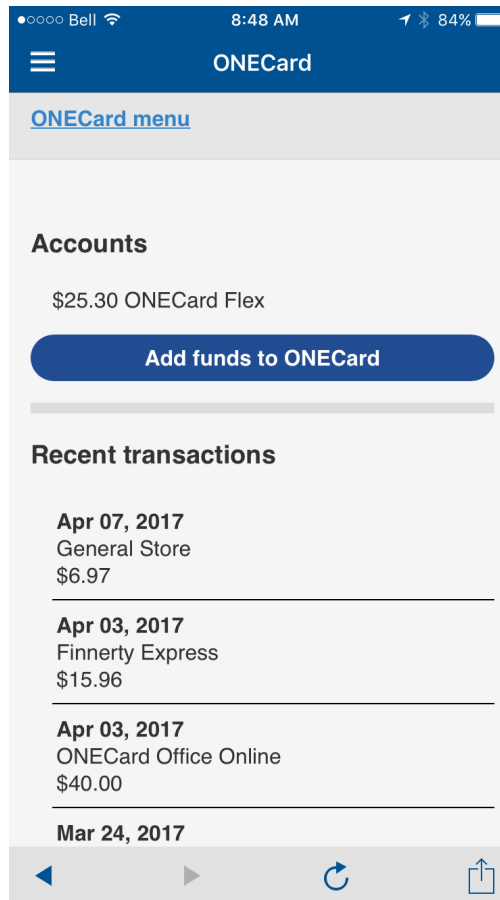 Bell 8:48 AM 84%
ONECard
ONECard menu
Accounts
$25.30 ONECard Flex
Add funds to ONECard
Recent transactions
Apr 07, 2017
General Store
$6.97
Apr 03, 2017
Finnerty Express
$15.96
Apr 03, 2017
ONECard Office Online
$40.00
Mar 24, 2017